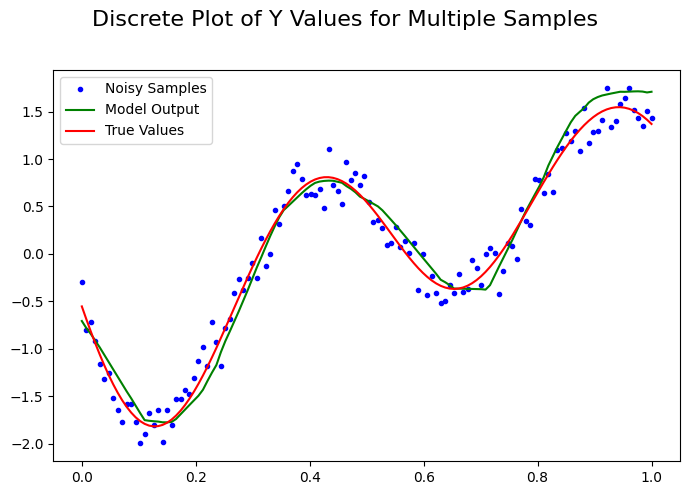 Discrete Plot of Y Values for Multiple Samples
Noisy Samples
Model Output
True Values
1.5
1.0
0.5
0.0
−0.5
−1.0
−1.5
−2.0
0.0 0.2 0.4 0.6 0.8 1.0